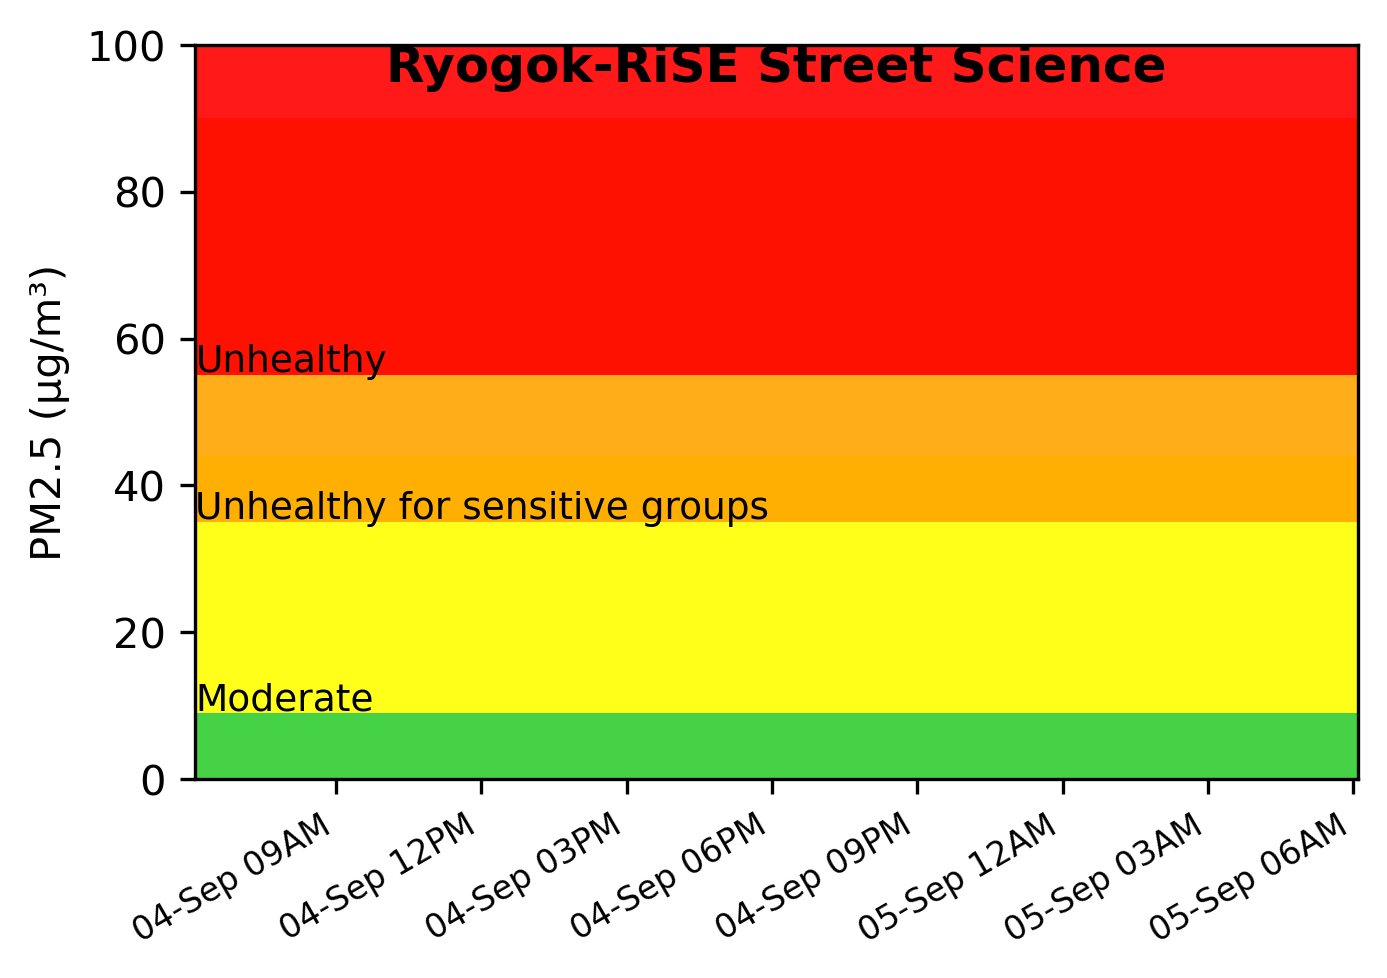 Ryogok-RiSE Street Science
PM2.5 (µg/m³)
100
80
60
40
20
0
Unhealthy
Unhealthy for sensitive groups
Moderate
04-Sep 09AM
04-Sep 12PM
04-Sep 03PM
04-Sep 06PM
04-Sep 09PM
05-Sep 12AM
05-Sep 03AM
05-Sep 06AM